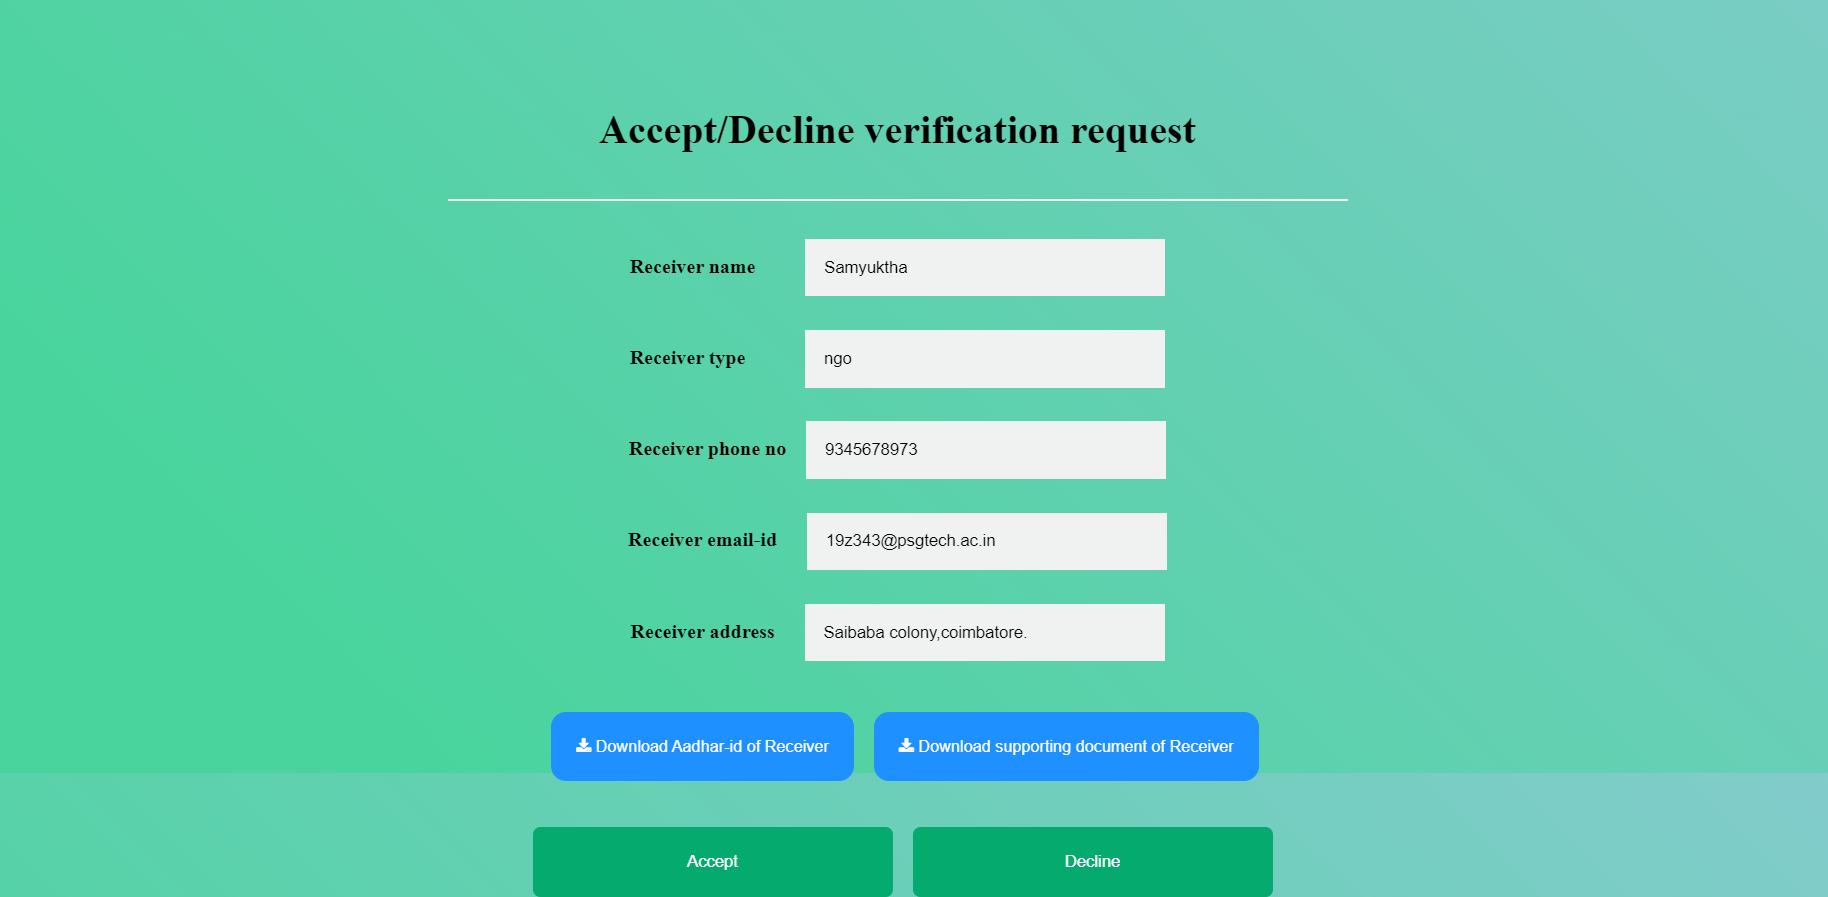 Accept/Decline verification request
Receiver name Samyuktha
Receiver type ngo
Receiver phone no 9345678973
Receiver email-id 19z343@psgtech.ac.in
Receiver address Saibaba colony,coimbatore.
Download Aadhar-id of Receiver Download supporting document of Receiver
Accept Decline